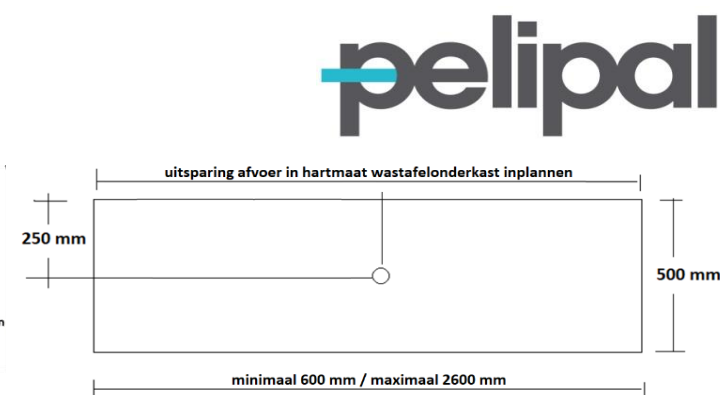 pelipal
uitsparing afvoer in hartmaat wastafelonderkast inplannen
250 mm
500 mm
minimaal 600 mm / maximaal 2600 mm